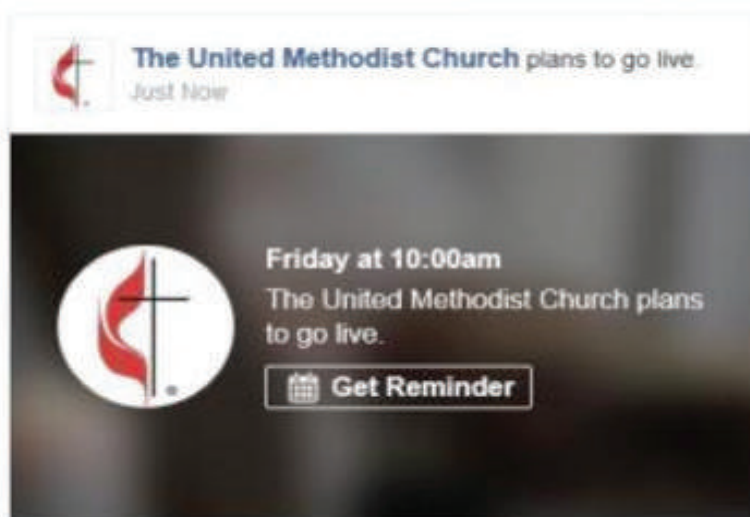 The United Methodist Church plans to go live.
Just Now
Friday at 10:00am
The United Methodist Church plans
to go live.
Get Reminder
®